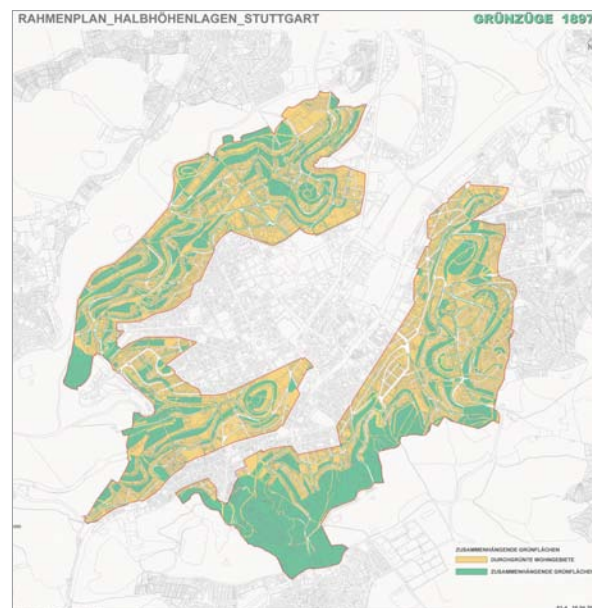 RAHMENPLAN_HALBHÖHENLAGEN_STUTTGART
GRÜNZÜGE 1897
N
ZUSAMMENHÄNGENDE GRÜNFLÄCHEN
DURCHGRÜNTE WOHNGEBIETE
ZUSAMMENHÄNGENDE GRÜNFLÄCHEN